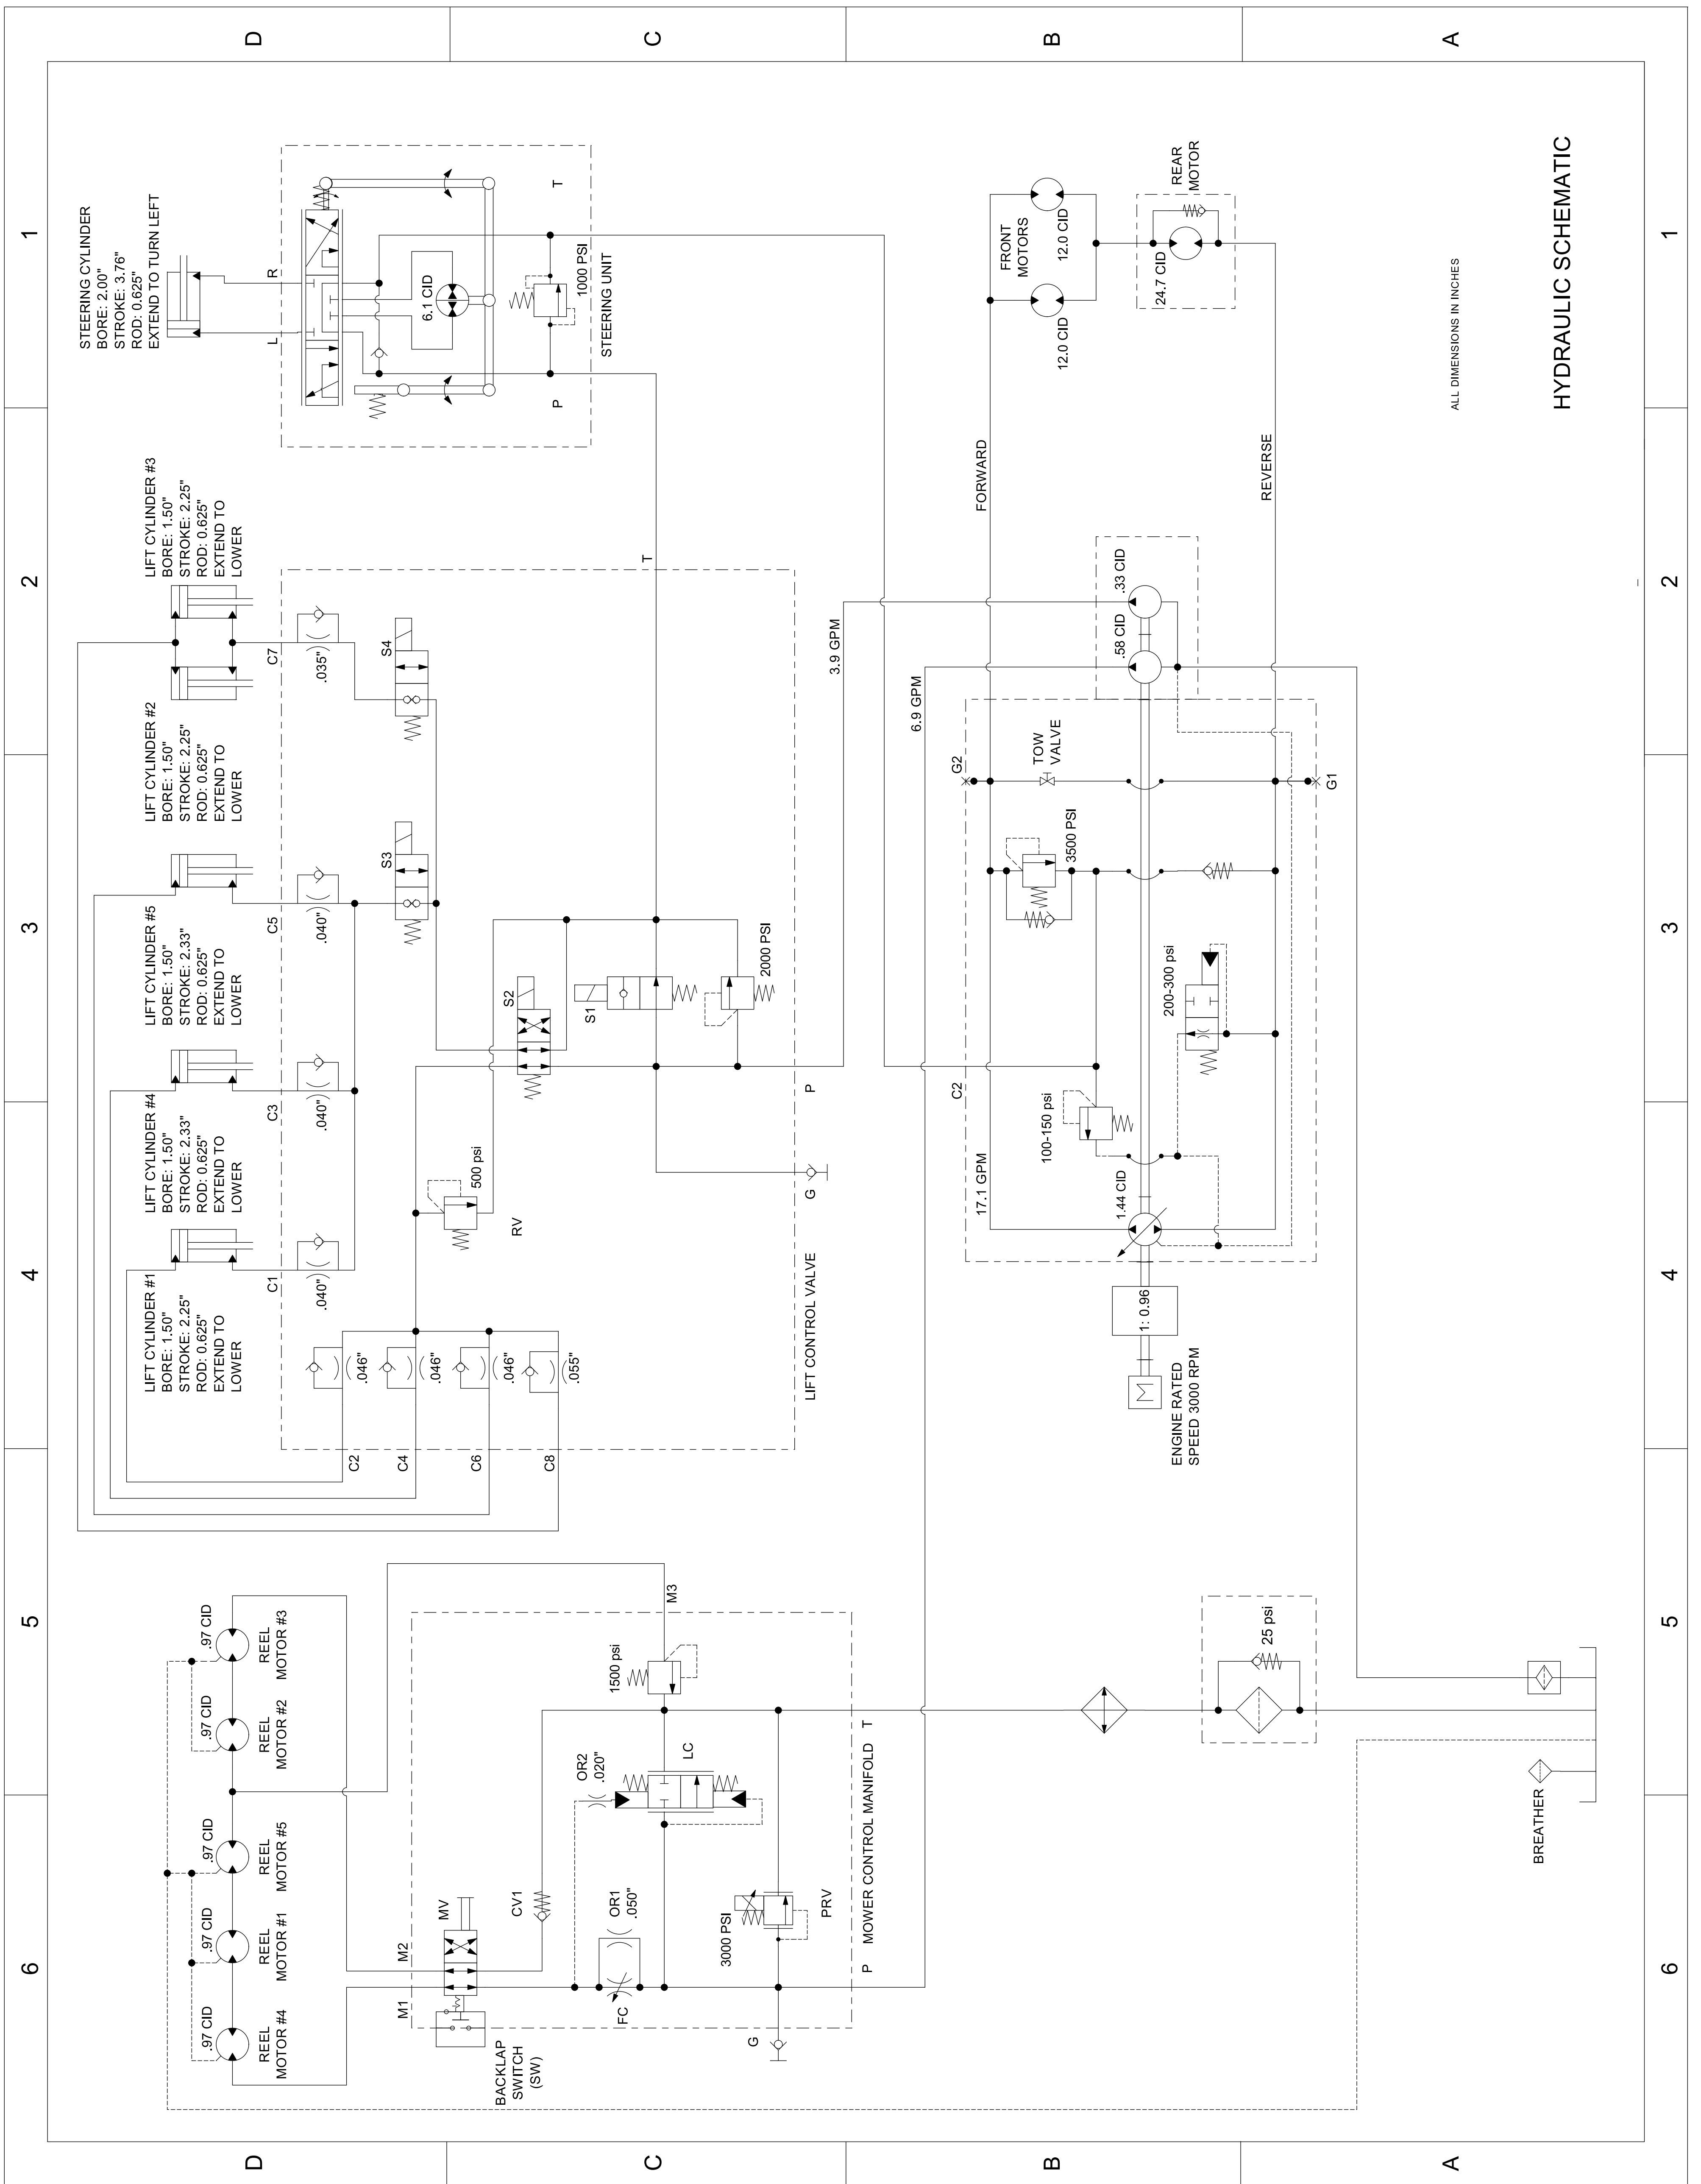 D
C
B
A
1
2
3
4
5
6
STEERING CYLINDER
BORE: 2.00"
STROKE: 3.76"
ROD: 0.625"
EXTEND TO TURN LEFT
L
R
6.1 CID
1000 PSI
P
T
STEERING UNIT
LIFT CYLINDER #3
BORE: 1.50"
STROKE: 2.25"
ROD: 0.625"
EXTEND TO
LOWER
LIFT CYLINDER #2
BORE: 1.50"
STROKE: 2.25"
ROD: 0.625"
EXTEND TO
LOWER
LIFT CYLINDER #5
BORE: 1.50"
STROKE: 2.33"
ROD: 0.625"
EXTEND TO
LOWER
LIFT CYLINDER #4
BORE: 1.50"
STROKE: 2.33"
ROD: 0.625"
EXTEND TO
LOWER
LIFT CYLINDER #1
BORE: 1.50"
STROKE: 2.25"
ROD: 0.625"
EXTEND TO
LOWER
C7
.035"
C5
.040"
C3
.040"
C1
.040"
S4
S3
S2
S1
2000 PSI
500 psi
RV
T
P
G
.046"
.046"
.046"
.055"
C2
C4
C6
C8
LIFT CONTROL VALVE
.97 CID
REEL
MOTOR #3
.97 CID
REEL
MOTOR #2
.97 CID
REEL
MOTOR #5
.97 CID
REEL
MOTOR #1
.97 CID
REEL
MOTOR #4
M3
M2
M1
MV
BACKLAP
SWITCH
(SW)
CV1
1500 psi
OR2
.020"
LC
OR1
.050"
FC
3000 PSI
PRV
G
P
MOWER CONTROL MANIFOLD
T
3.9 GPM
6.9 GPM
FORWARD
REVERSE
FRONT
MOTORS
12.0 CID
12.0 CID
REAR
MOTOR
24.7 CID
.33 CID
.58 CID
G2
TOW
VALVE
G1
3500 PSI
200-300 psi
C2
100-150 psi
17.1 GPM
1.44 CID
1: 0.96
M
ENGINE RATED
SPEED 3000 RPM
25 psi
BREATHER
ALL DIMENSIONS IN INCHES
HYDRAULIC SCHEMATIC
1
2
3
4
5
6
D
C
B
A